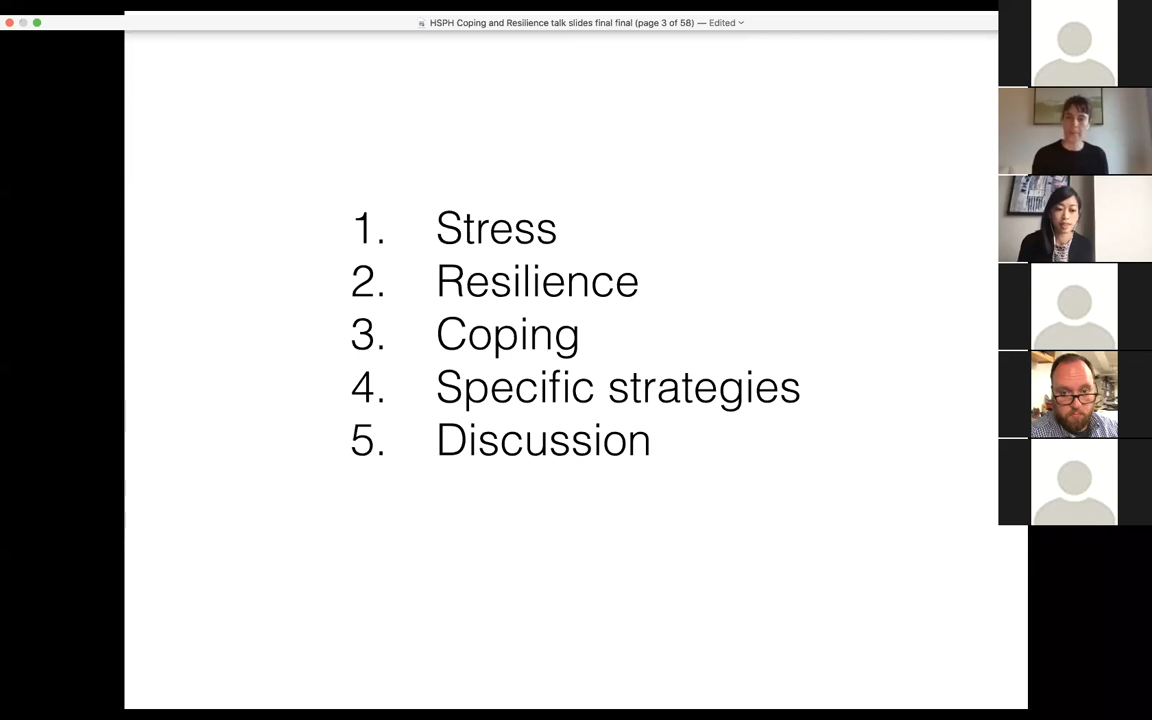 HSPH Coping and Resilience talk slides final final (page 3 of 58) — Edited
1. Stress
2. Resilience
3. Coping
4. Specific strategies
5. Discussion